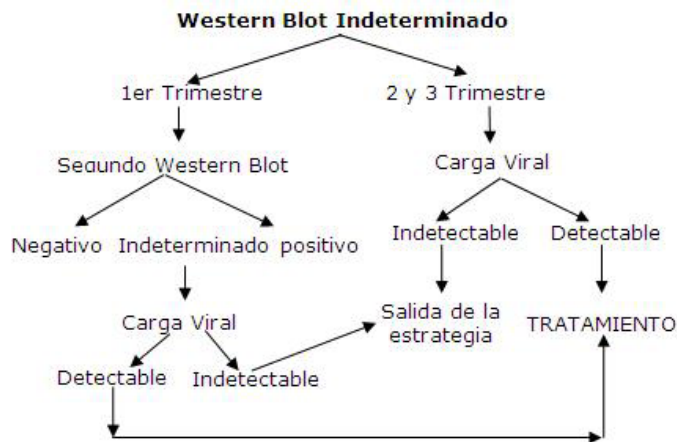 Western Blot Indeterminado
1er Trimestre 2 y 3 Trimestre
Segundo Western Blot Carga Viral
Negativo Indeterminado positivo Indetectable Detectable
Carga Viral Salida de la
estrategia TRATAMIENTO
Detectable Indetectable